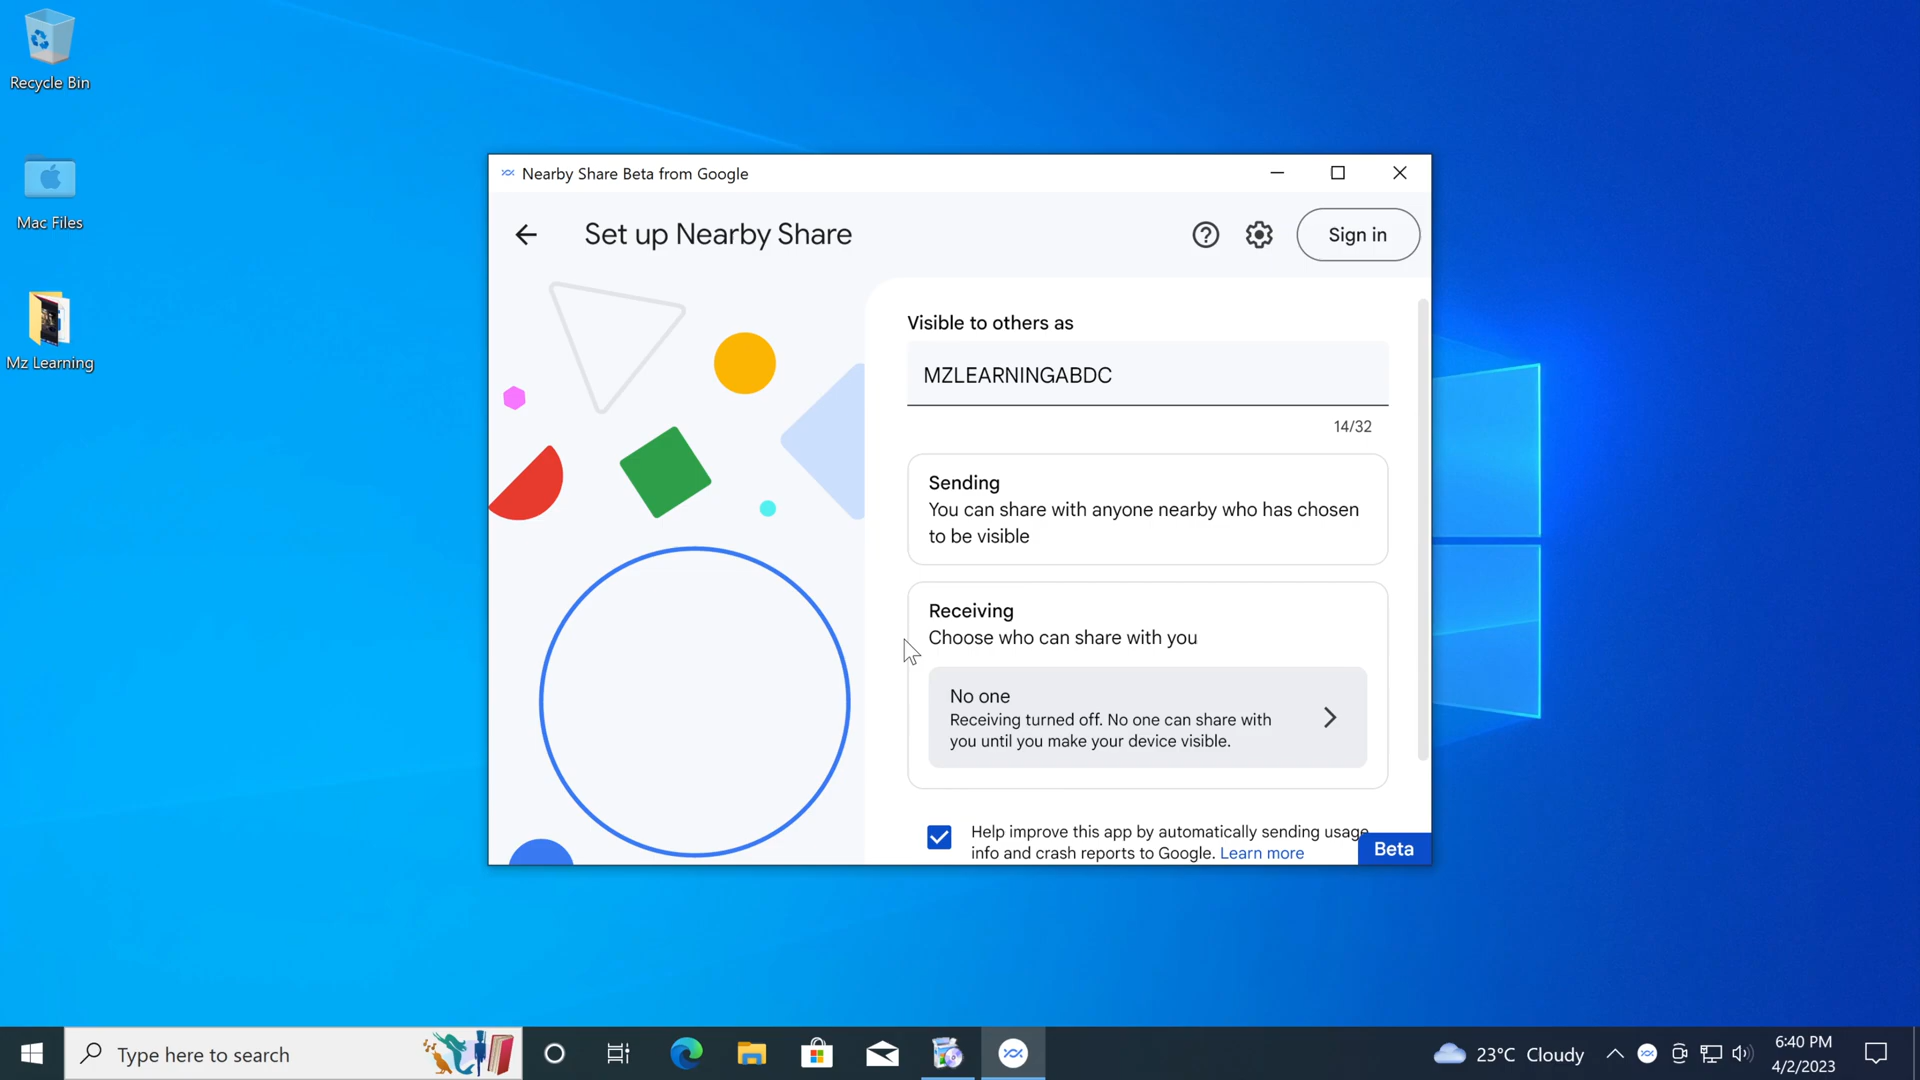 Recycle Bin
Mac Files
Mz Learning
Nearby Share Beta from Google
Set up Nearby Share
Sign in
Visible to others as
MZLEARNINGABDC
14/32
Sending
You can share with anyone nearby who has chosen
to be visible
Receiving
Choose who can share with you
No one
Receiving turned off. No one can share with
you until you make your device visible.
Help improve this app by automatically sending usage
info and crash reports to Google. Learn more
Beta
Type here to search
23°C Cloudy
6:40 PM
4/2/2023